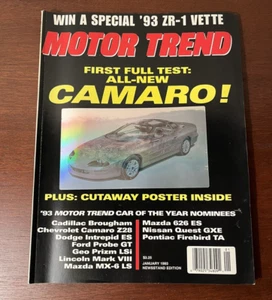 WIN A SPECIAL '93 ZR-1 VETTE
MOTOR TREND
FIRST FULL TEST:
ALL-NEW
CAMARO!
PLUS: CUTAWAY POSTER INSIDE
'93 MOTOR TREND CAR OF THE YEAR NOMINEES
Cadillac Brougham
Chevrolet Camaro Z28
Dodge Intrepid ES
Ford Probe GT
Geo Prizm LSi
Lincoln Mark VIII
Mazda MX-6 LS
Mazda 626 ES
Nissan Quest GXE
Pontiac Firebird TA
JANUARY 1993
NEWSSTAND EDITION